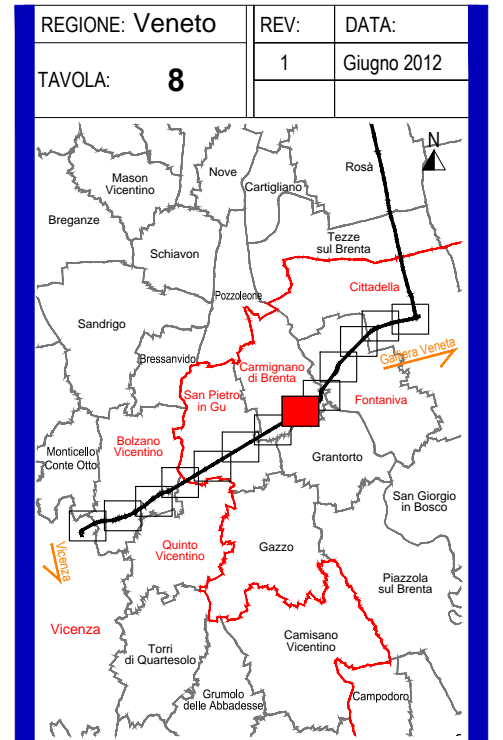 REGIONE: Veneto
REV:
DATA:
TAVOLA: 8
1
Giugno 2012
N
Nove
Rosà
Mason
Vicentino
Cartigliano
Breganze
Tezze
sul Brenta
Schiavon
Cittadella
Pozzoleone
Sandrigo
Galliera Veneta
Bressanvido
Carmignano
di Brenta
San Pietro
in Gu
Fontaniva
Bolzano
Vicentino
Monticello
Conte Otto
Grantorto
San Giorgio
in Bosco
Quinto
Vicentino
Gazzo
Vicenza
Piazzola
sul Brenta
Vicenza
Camisano
Vicentino
Torri
di Quartesolo
Grumolo
delle Abbadesse
Campodoro